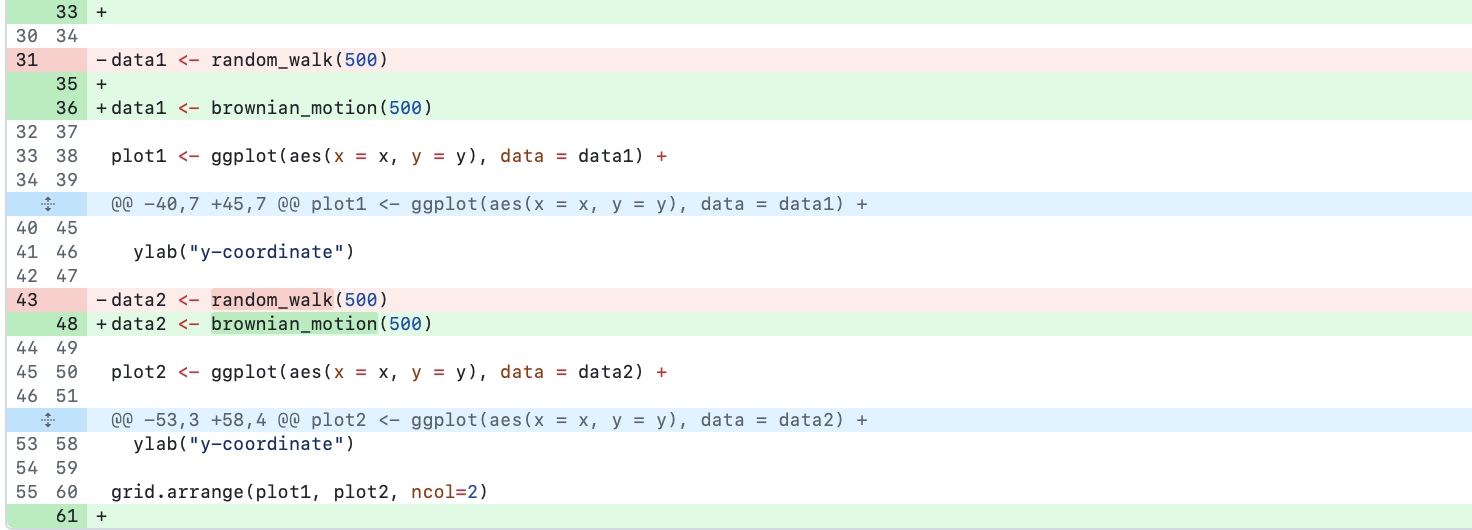 33 +
30 34
31 -data1 <- random_walk(500)
35 +
36 +data1 <- brownian_motion(500)
32 37
33 38 plot1 <- ggplot(aes(x = x, y = y), data = data1) +
34 39
@@ -40,7 +45,7 @@ plot1 <- ggplot(aes(x = x, y = y), data = data1) +
40 45
41 46 ylab("y-coordinate")
42 47
43 -data2 <- random_walk(500)
48 +data2 <- brownian_motion(500)
44 49
45 50 plot2 <- ggplot(aes(x = x, y = y), data = data2) +
46 51
@@ -53,3 +58,4 @@ plot2 <- ggplot(aes(x = x, y = y), data = data2) +
53 58 ylab("y-coordinate")
54 59
55 60 grid.arrange(plot1, plot2, ncol=2)
61 +